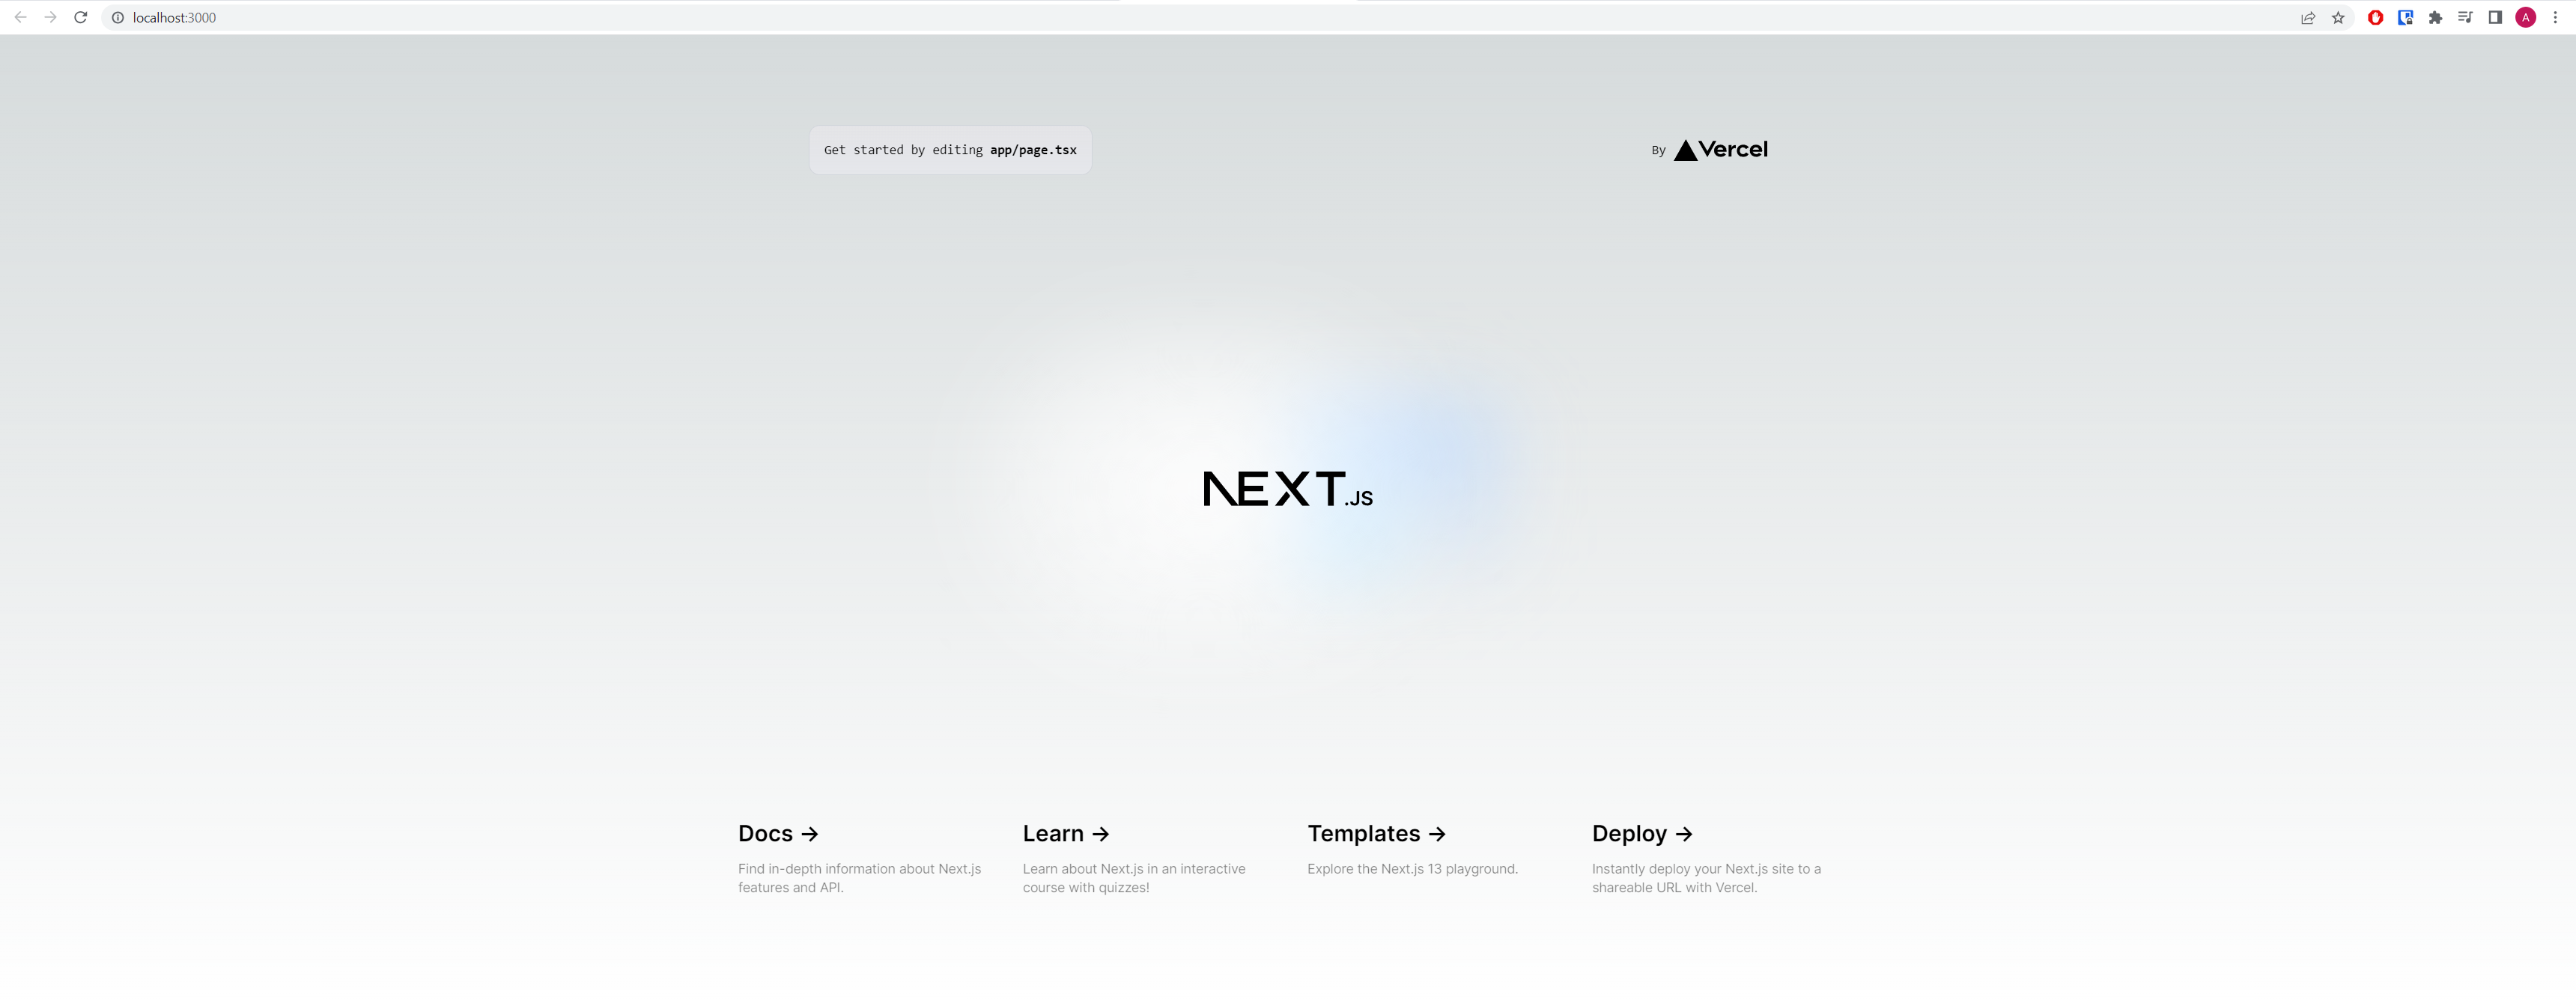 localhost:3000
A
Get started by editing app/page.tsx
By Vercel
NEXT.JS
Docs →
Find in-depth information about Next.js
features and API.
Learn →
Learn about Next.js in an interactive
course with quizzes!
Templates →
Explore the Next.js 13 playground.
Deploy →
Instantly deploy your Next.js site to a
shareable URL with Vercel.